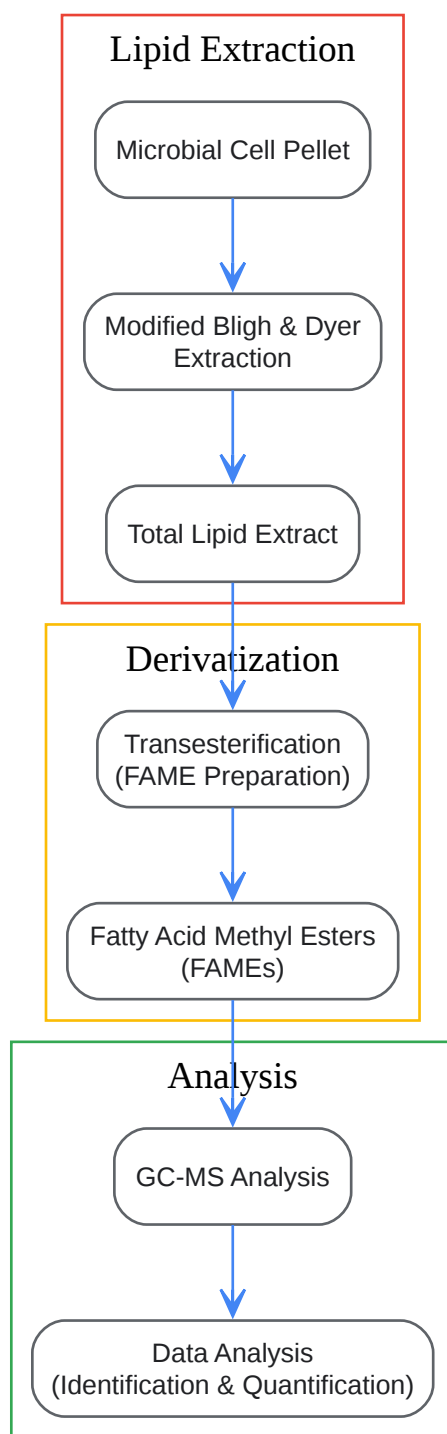 Lipid Extraction
Microbial Cell Pellet
Modified Bligh & Dyer
Extraction
Total Lipid Extract
Derivatization
Transesterification
(FAME Preparation)
Fatty Acid Methyl Esters
(FAMEs)
Analysis
GC-MS Analysis
Data Analysis
(Identification & Quantification)